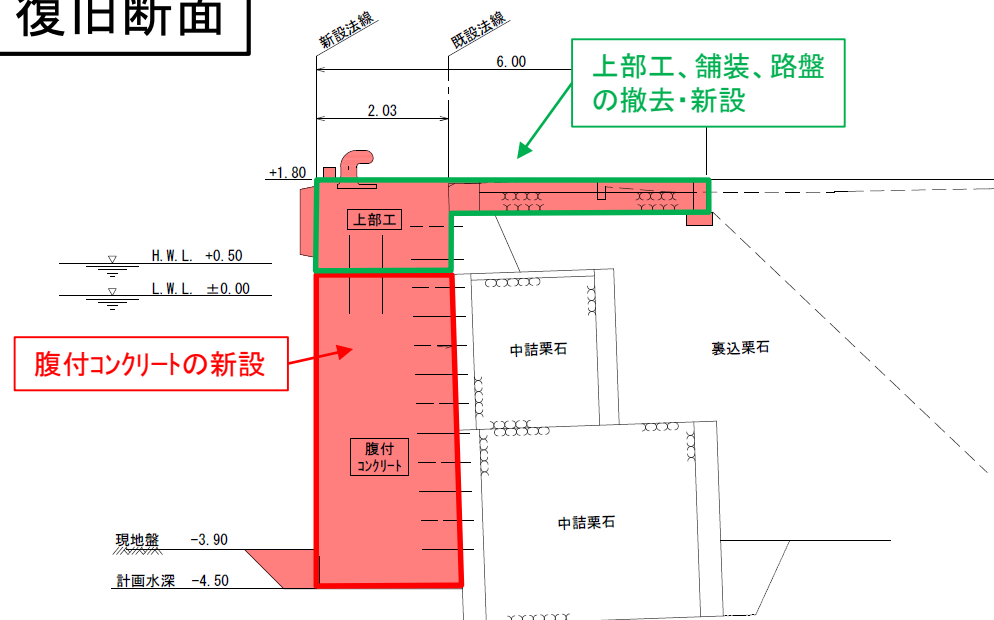 復旧断面
新設法線
既設法線
6.00
上部工、舗装、路盤
の撤去・新設
2.03
+1.80
上部工
H.W.L. +0.50
L.W.L. ±0.00
腹付コンクリートの新設
中詰栗石
裏込栗石
腹付
コンクリート
中詰栗石
現地盤 -3.90
計画水深 -4.50